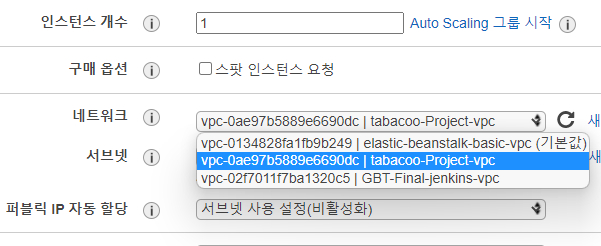 인스턴스 개수 1 Auto Scaling 그룹 시작
구매 옵션 스팟 인스턴스 요청
네트워크 vpc-0ae97b5889e6690dc | tabacoo-Project-vpc 새
vpc-0134828fa1fb9b249 | elastic-beanstalk-basic-vpc (기본값)
서브넷 vpc-0ae97b5889e6690dc | tabacoo-Project-vpc 새
vpc-02f7011f7ba1320c5 | GBT-Final-jenkins-vpc
퍼블릭 IP 자동 할당 서브넷 사용 설정(비활성화)